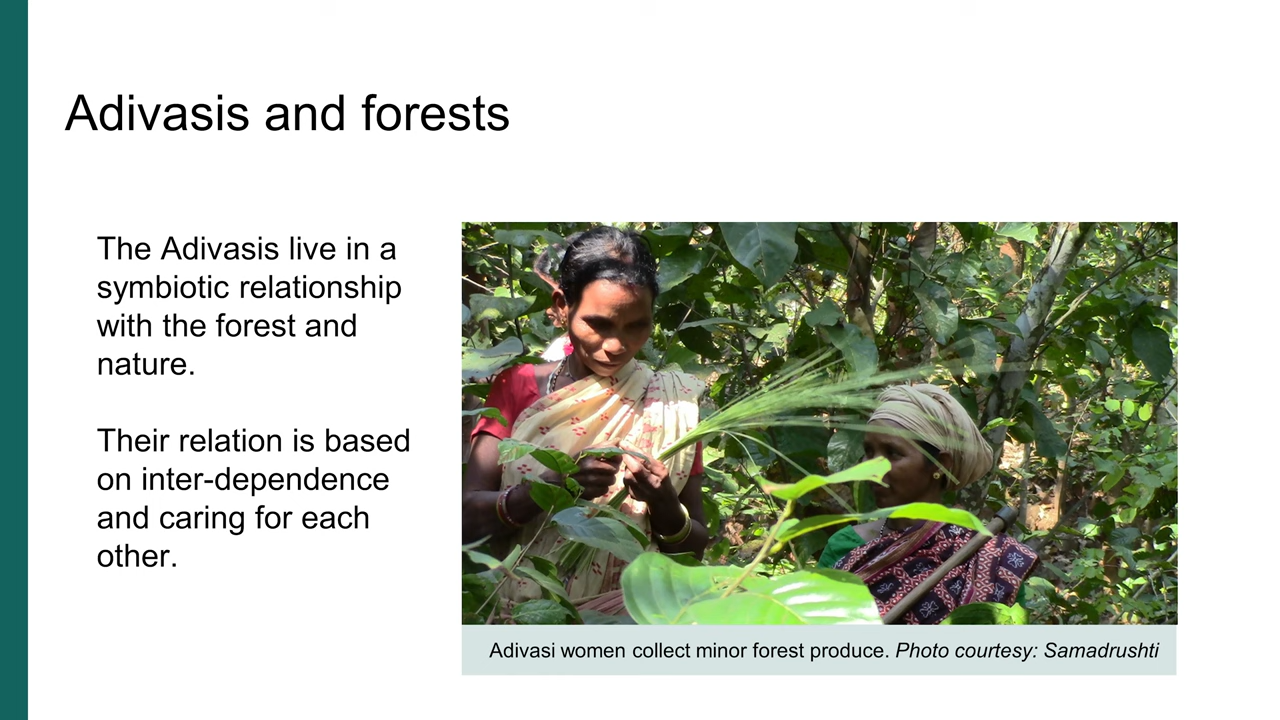 Adivasis and forests
The Adivasis live in a
symbiotic relationship
with the forest and
nature.
Their relation is based
on inter-dependence
and caring for each
other.
Adivasi women collect minor forest produce. Photo courtesy: Samadrushti